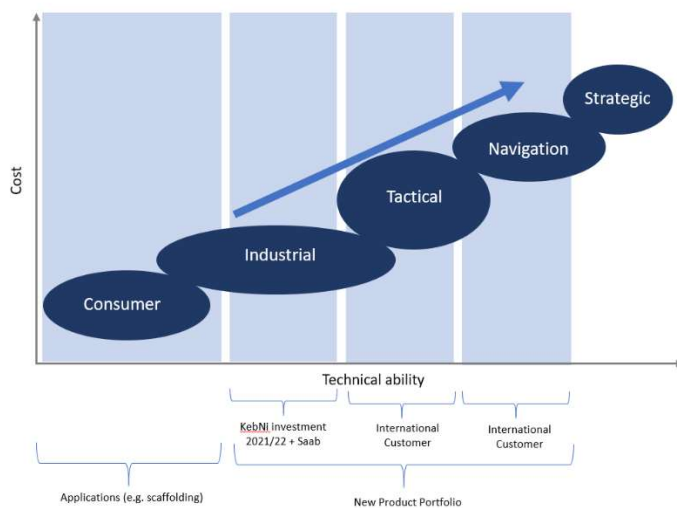 Strategic
Navigation
Tactical
Industrial
Consumer
Cost
Technical ability
KebNi investment
2021/22 + Saab
International
Customer
International
Customer
Applications (e.g. scaffolding)
New Product Portfolio